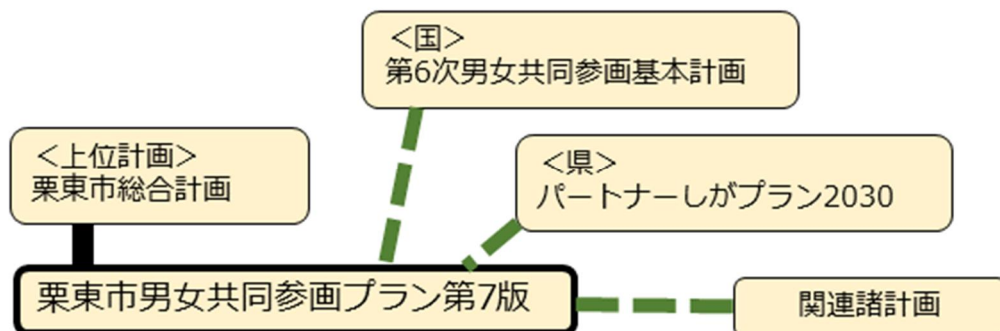 ＜国＞
第6次男女共同参画基本計画
＜上位計画＞
栗東市総合計画
＜県＞
パートナーしがプラン2030
栗東市男女共同参画プラン第7版
関連諸計画